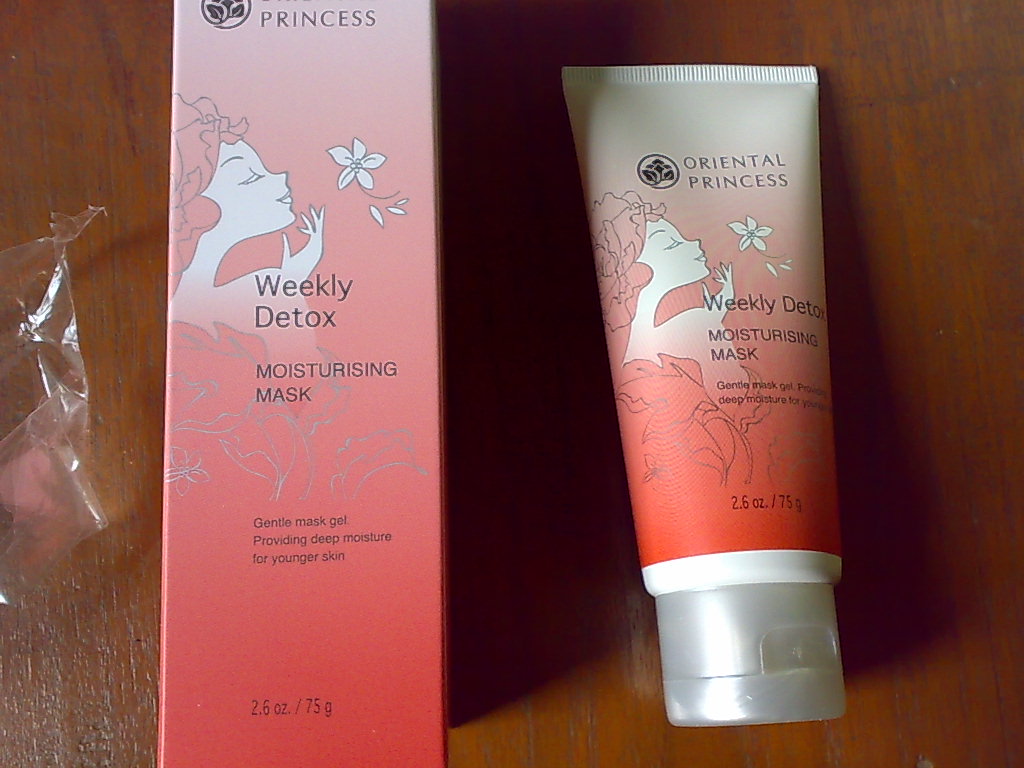 PRINCESS
Weekly
Detox
MOISTURISING
MASK
Gentle mask gel.
Providing deep moisture
for younger skin
2.6 oz. / 75 g
ORIENTAL
PRINCESS
Weekly Detox
MOISTURISING
MASK
Gentle mask gel.
deep moisture for
2.6 oz. / 75 g